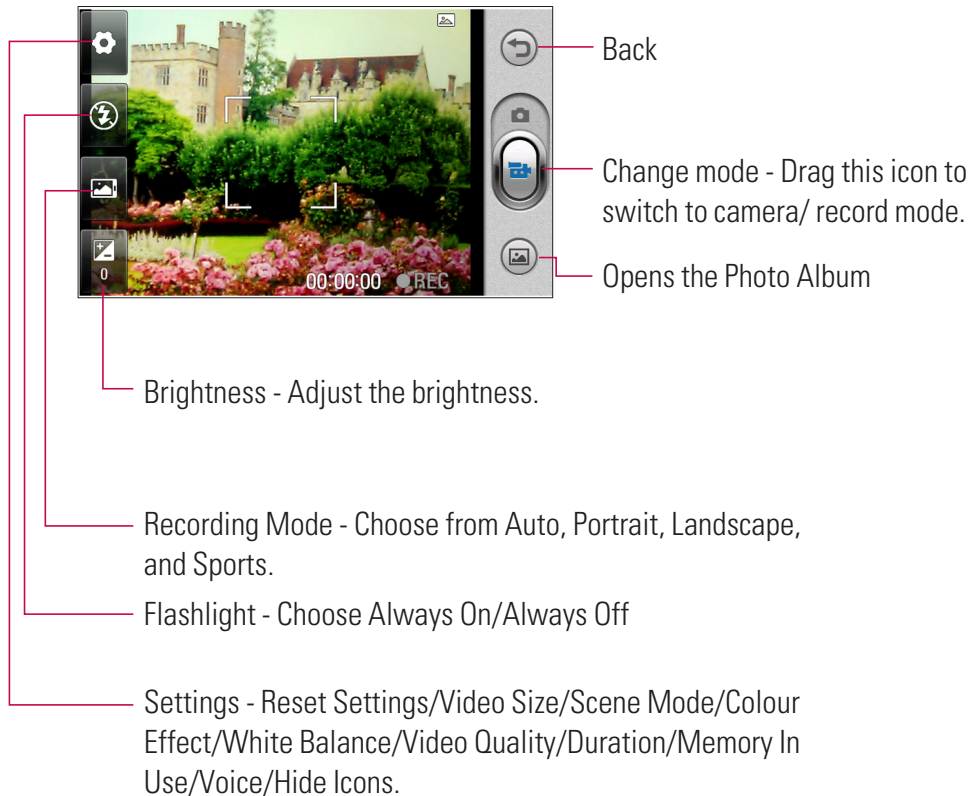 Back
Change mode - Drag this icon to
switch to camera/ record mode.
0
00:00:00 REC
Opens the Photo Album
Brightness - Adjust the brightness.
Recording Mode - Choose from Auto, Portrait, Landscape,
and Sports.
Flashlight - Choose Always On/Always Off
Settings - Reset Settings/Video Size/Scene Mode/Colour
Effect/White Balance/Video Quality/Duration/Memory In
Use/Voice/Hide Icons.